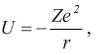 U = −Ze²/r ,